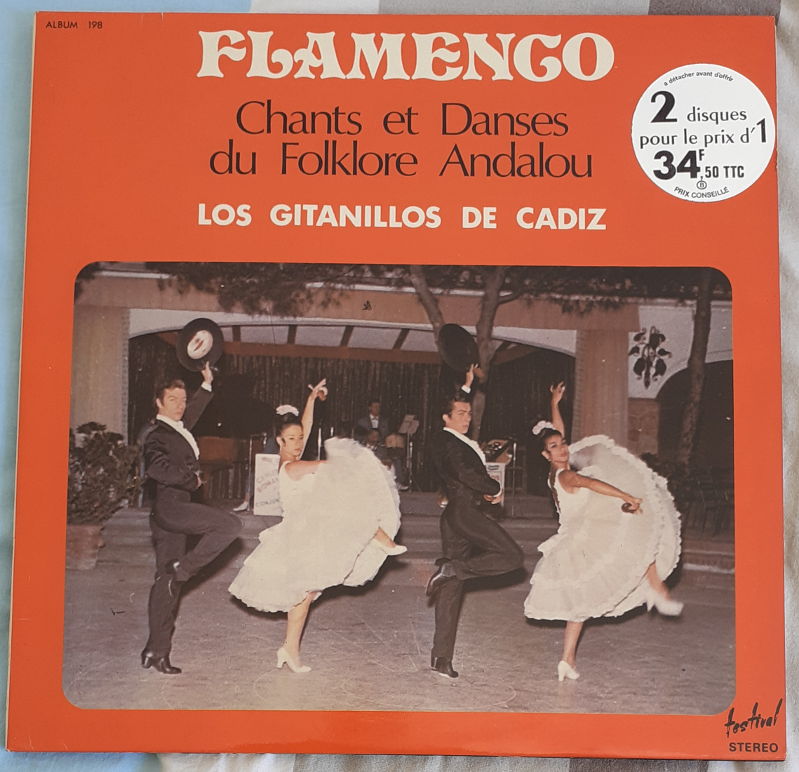 ALBUM 198
FLAMENCO
Chants et Danses
du Folklore Andalou
LOS GITANILLOS DE CADIZ
à détacher avant d'offrir
2 disques
pour le prix d'1
34F,50 TTC
B
PRIX CONSEILLÉ
festival
STEREO